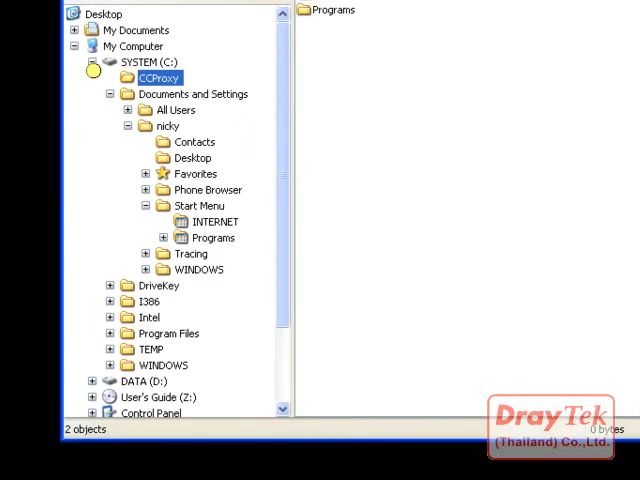 Desktop
My Documents
My Computer
SYSTEM (C:)
CCProxy
Documents and Settings
All Users
nicky
Contacts
Desktop
Favorites
Phone Browser
Start Menu
INTERNET
Programs
Tracing
WINDOWS
DriveKey
I386
Intel
Program Files
TEMP
WINDOWS
DATA (D:)
User's Guide (Z:)
Control Panel
Programs
2 objects
0 bytes
DrayTek
(Thailand) Co.,Ltd.